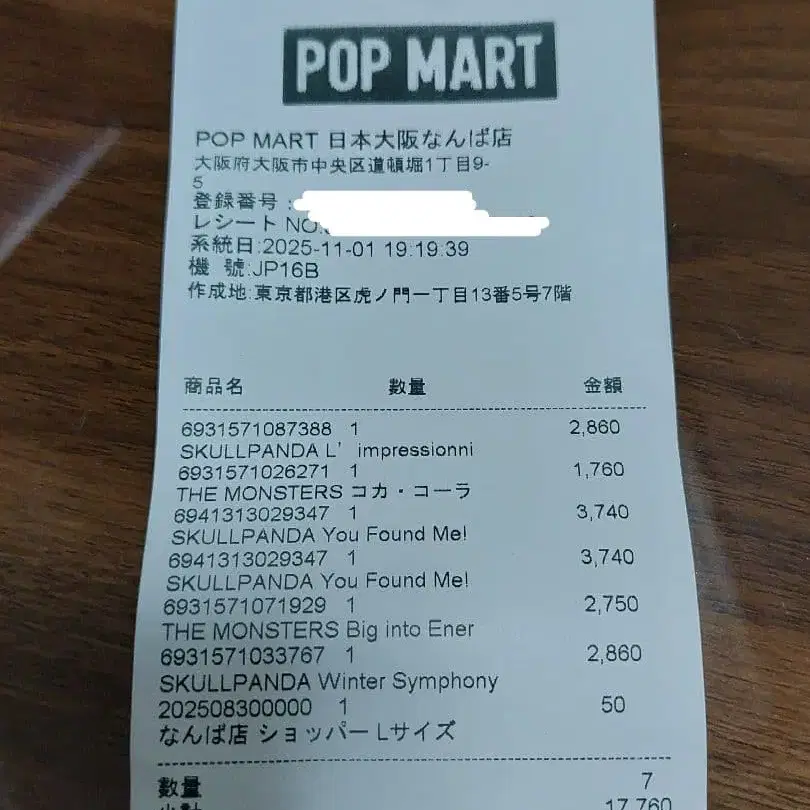 POP MART
POP MART 日本大阪なんば店
大阪府大阪市中央区道頓堀1丁目9-
5
登録番号:
レシート NO.
系統日:2025-11-01 19:19:39
機 號:JP16B
作成地:東京都港区虎ノ門一丁目13番5号7階
商品名 数量 金額
6931571087388 1 2,860
SKULLPANDA L' impressionni
6931571026271 1 1,760
THE MONSTERS コカ・コーラ
6941313029347 1 3,740
SKULLPANDA You Found Me!
6941313029347 1 3,740
SKULLPANDA You Found Me!
6931571071929 1 2,750
THE MONSTERS Big into Ener
6931571033767 1 2,860
SKULLPANDA Winter Symphony
202508300000 1 50
なんば店 ショッパー Lサイズ
数量 7
小計 17,760